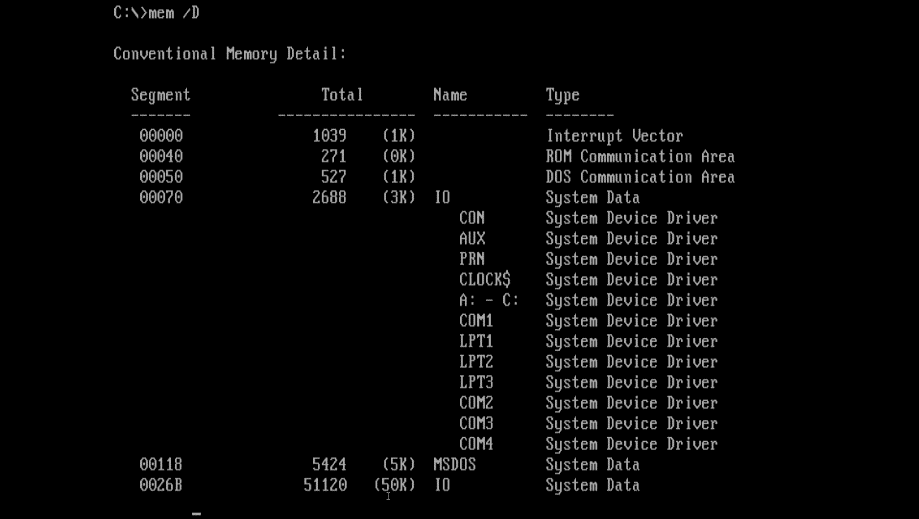 C:\>mem /D
Conventional Memory Detail:
Segment Total Name Type
------- ---------------- ----------- --------
00000 1039 (1K) Interrupt Vector
00040 271 (0K) ROM Communication Area
00050 527 (1K) DOS Communication Area
00070 2688 (3K) IO System Data
CON System Device Driver
AUX System Device Driver
PRN System Device Driver
CLOCK$ System Device Driver
A: - C: System Device Driver
COM1 System Device Driver
LPT1 System Device Driver
LPT2 System Device Driver
LPT3 System Device Driver
COM2 System Device Driver
COM3 System Device Driver
COM4 System Device Driver
00118 5424 (5K) MSDOS System Data
0026B 51120 (50K) IO System Data